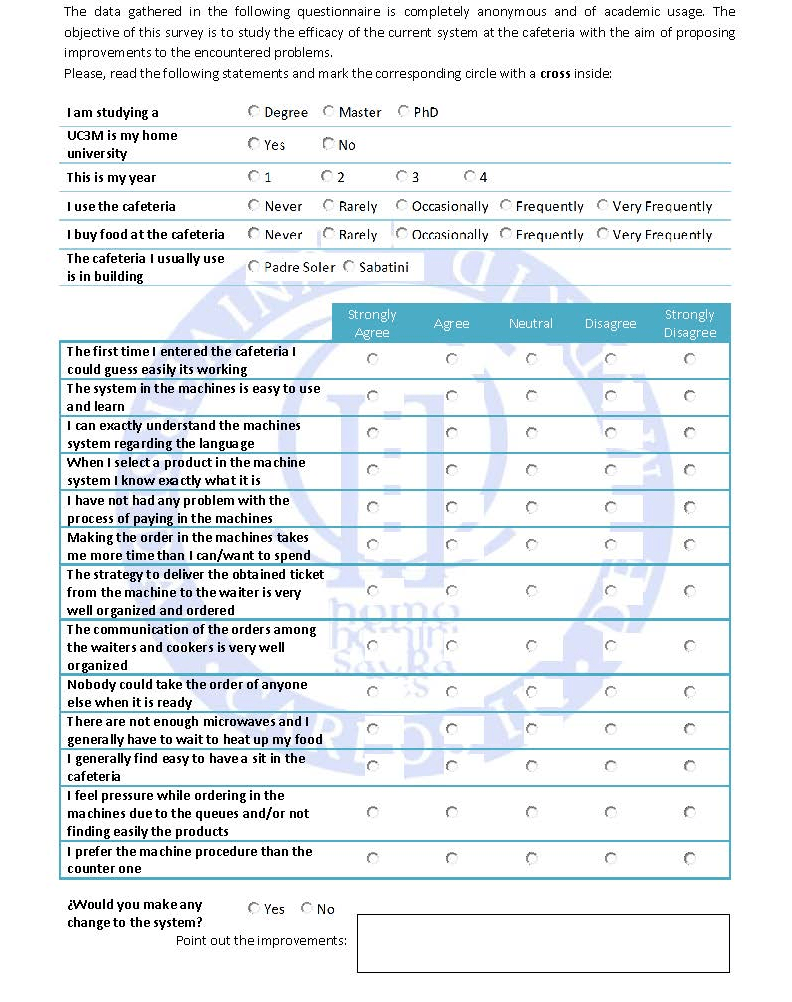 The data gathered in the following questionnaire is completely anonymous and of academic usage. The
objective of this survey is to study the efficacy of the current system at the cafeteria with the aim of proposing
improvements to the encountered problems.
Please, read the following statements and mark the corresponding circle with a cross inside:
I am studying a Degree Master PhD
UC3M is my home
university Yes No
This is my year 1 2 3 4
I use the cafeteria Never Rarely Occasionally Frequently Very Frequently
I buy food at the cafeteria Never Rarely Occasionally Frequently Very Frequently
The cafeteria I usually use
is in building Padre Soler Sabatini
Strongly
Agree Agree Neutral Disagree Strongly
Disagree
The first time I entered the cafeteria I
could guess easily its working
The system in the machines is easy to use
and learn
I can exactly understand the machines
system regarding the language
When I select a product in the machine
system I know exactly what it is
I have not had any problem with the
process of paying in the machines
Making the order in the machines takes
me more time than I can/want to spend
The strategy to deliver the obtained ticket
from the machine to the waiter is very
well organized and ordered
The communication of the orders among
the waiters and cookers is very well
organized
Nobody could take the order of anyone
else when it is ready
There are not enough microwaves and I
generally have to wait to heat up my food
I generally find easy to have a sit in the
cafeteria
I feel pressure while ordering in the
machines due to the queues and/or not
finding easily the products
I prefer the machine procedure than the
counter one
¿Would you make any
change to the system? Yes No
Point out the improvements: